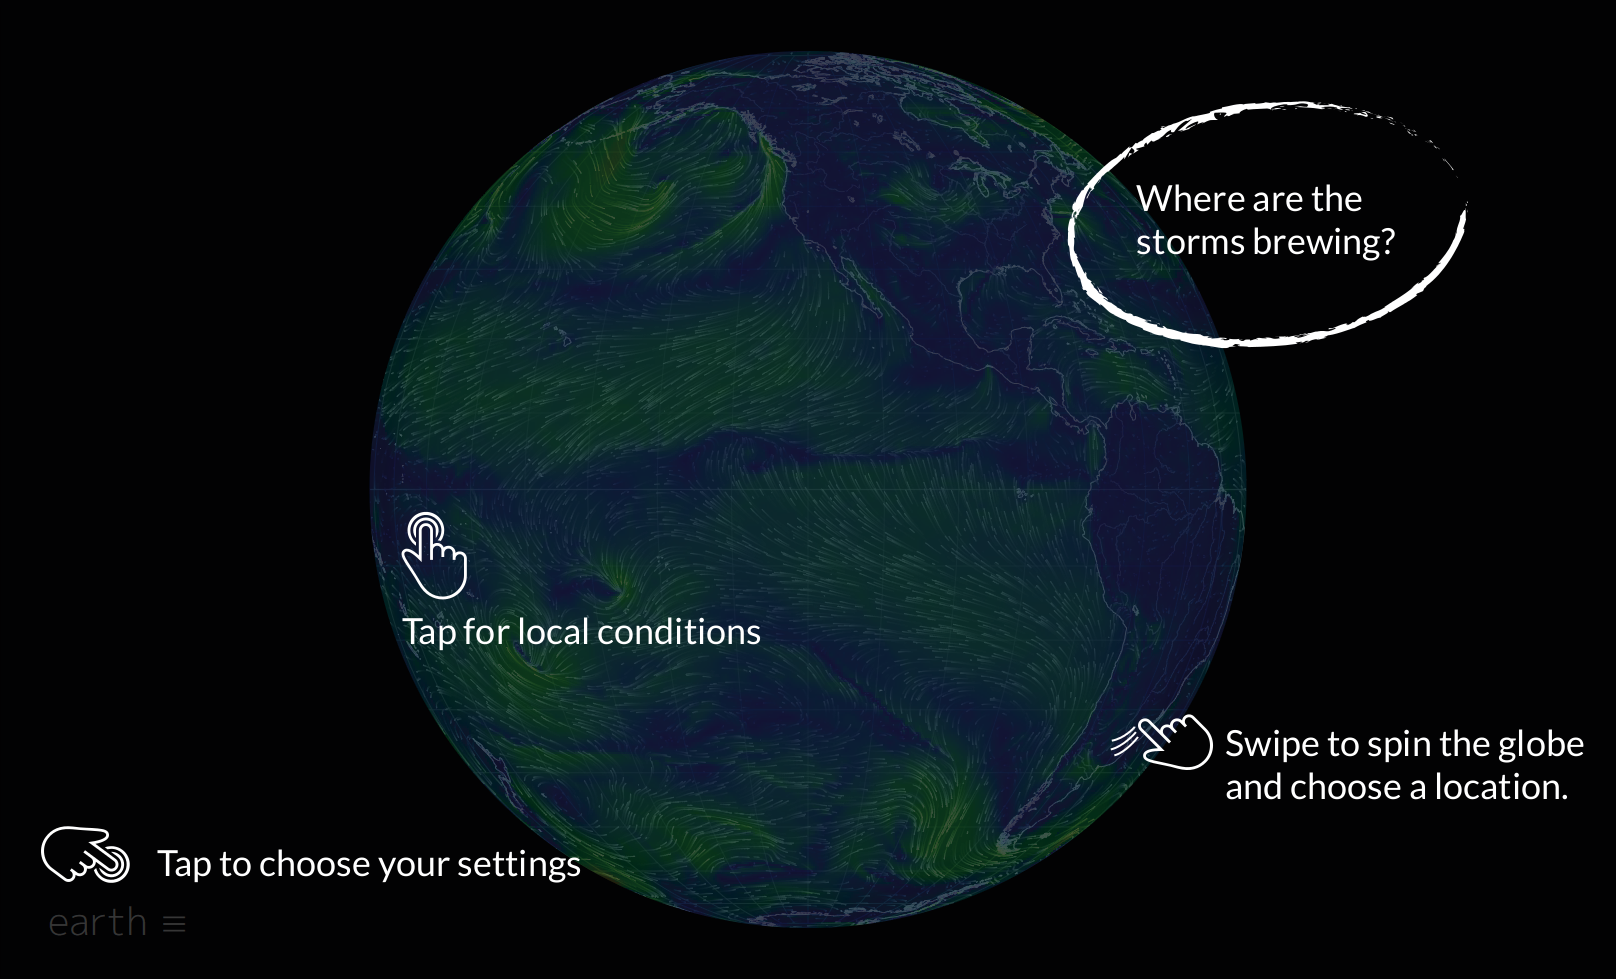 Where are the
storms brewing?
Tap for local conditions
Swipe to spin the globe
and choose a location.
Tap to choose your settings
earth